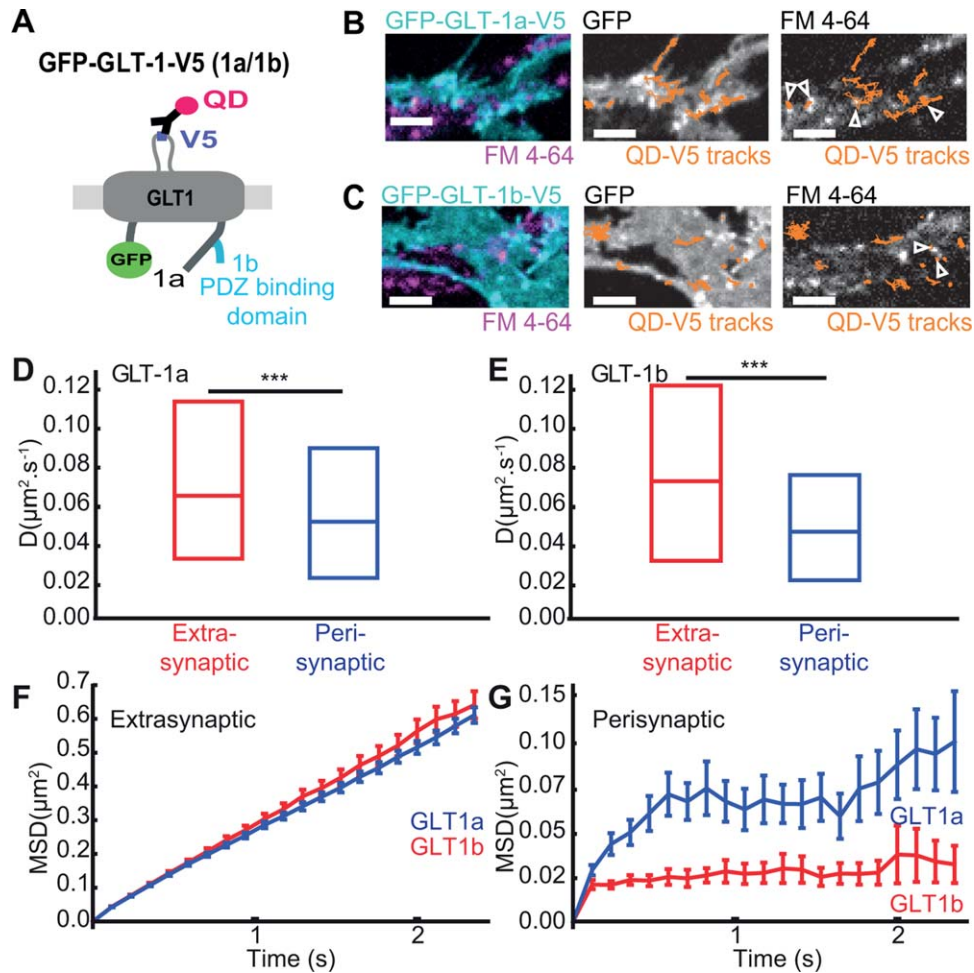 A
GFP-GLT-1-V5 (1a/1b)
QD
V5
GLT1
GFP
1a
1b
PDZ binding
domain
B
GFP-GLT-1a-V5
GFP
FM 4-64
FM 4-64
QD-V5 tracks
QD-V5 tracks
C
GFP-GLT-1b-V5
GFP
FM 4-64
FM 4-64
QD-V5 tracks
QD-V5 tracks
D
GLT-1a
***
D(µm².s⁻¹)
0.12
0.10
0.08
0.06
0.04
0.02
0.00
Extra-
synaptic
Peri-
synaptic
E
GLT-1b
***
D(µm².s⁻¹)
0.12
0.10
0.08
0.06
0.04
0.02
0.00
Extra-
synaptic
Peri-
synaptic
F
Extrasynaptic
MSD(µm²)
0.7
0.6
0.5
0.4
0.3
0.2
0.1
0.0
GLT1a
GLT1b
1
2
Time (s)
G
Perisynaptic
MSD(µm²)
0.15
0.10
0.07
0.05
0.02
0.00
GLT1a
GLT1b
1
2
Time (s)